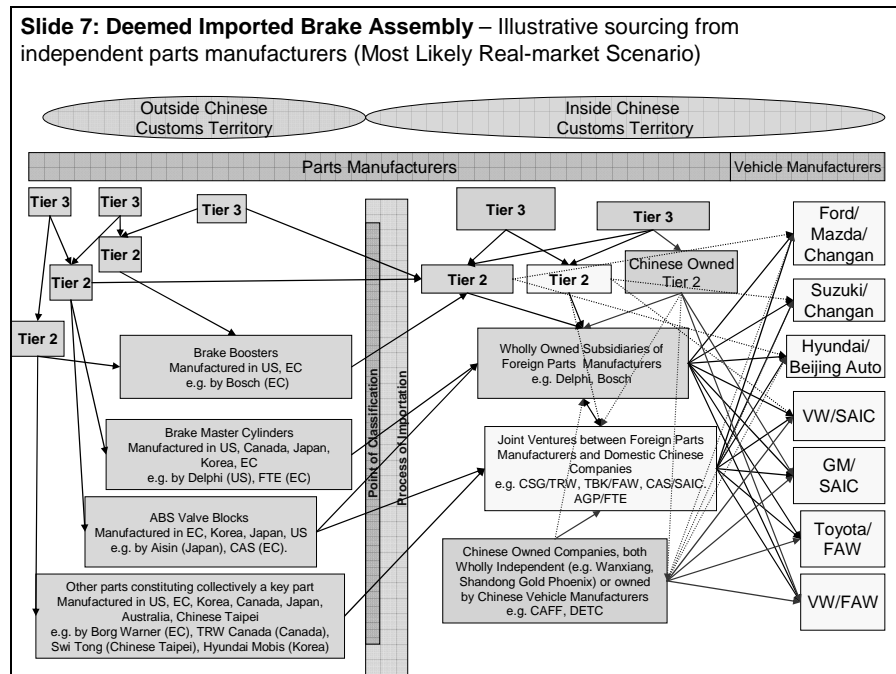 Slide 7: Deemed Imported Brake Assembly – Illustrative sourcing from
independent parts manufacturers (Most Likely Real-market Scenario)
Outside Chinese
Customs Territory
Inside Chinese
Customs Territory
Parts Manufacturers
Vehicle Manufacturers
Tier 3
Tier 3
Tier 3
Tier 2
Tier 2
Tier 2
Brake Boosters
Manufactured in US, EC
e.g. by Bosch (EC)
Brake Master Cylinders
Manufactured in US, Canada, Japan,
Korea, EC
e.g. by Delphi (US), FTE (EC)
ABS Valve Blocks
Manufactured in EC, Korea, Japan, US
e.g. by Aisin (Japan), CAS (EC).
Other parts constituting collectively a key part
Manufactured in US, EC, Korea, Canada, Japan,
Australia, Chinese Taipei
e.g. by Borg Warner (EC), TRW Canada (Canada),
Swi Tong (Chinese Taipei), Hyundai Mobis (Korea)
Point of Classification
Process of Importation
Tier 3
Tier 3
Tier 2
Tier 2
Chinese Owned
Tier 2
Wholly Owned Subsidiaries of
Foreign Parts Manufacturers
e.g. Delphi, Bosch
Joint Ventures between Foreign Parts
Manufacturers and Domestic Chinese
Companies
e.g. CSG/TRW, TBK/FAW, CAS/SAIC.
AGP/FTE
Chinese Owned Companies, both
Wholly Independent (e.g. Wanxiang,
Shandong Gold Phoenix) or owned
by Chinese Vehicle Manufacturers
e.g. CAFF, DETC
Ford/
Mazda/
Changan
Suzuki/
Changan
Hyundai/
Beijing Auto
VW/SAIC
GM/
SAIC
Toyota/
FAW
VW/FAW